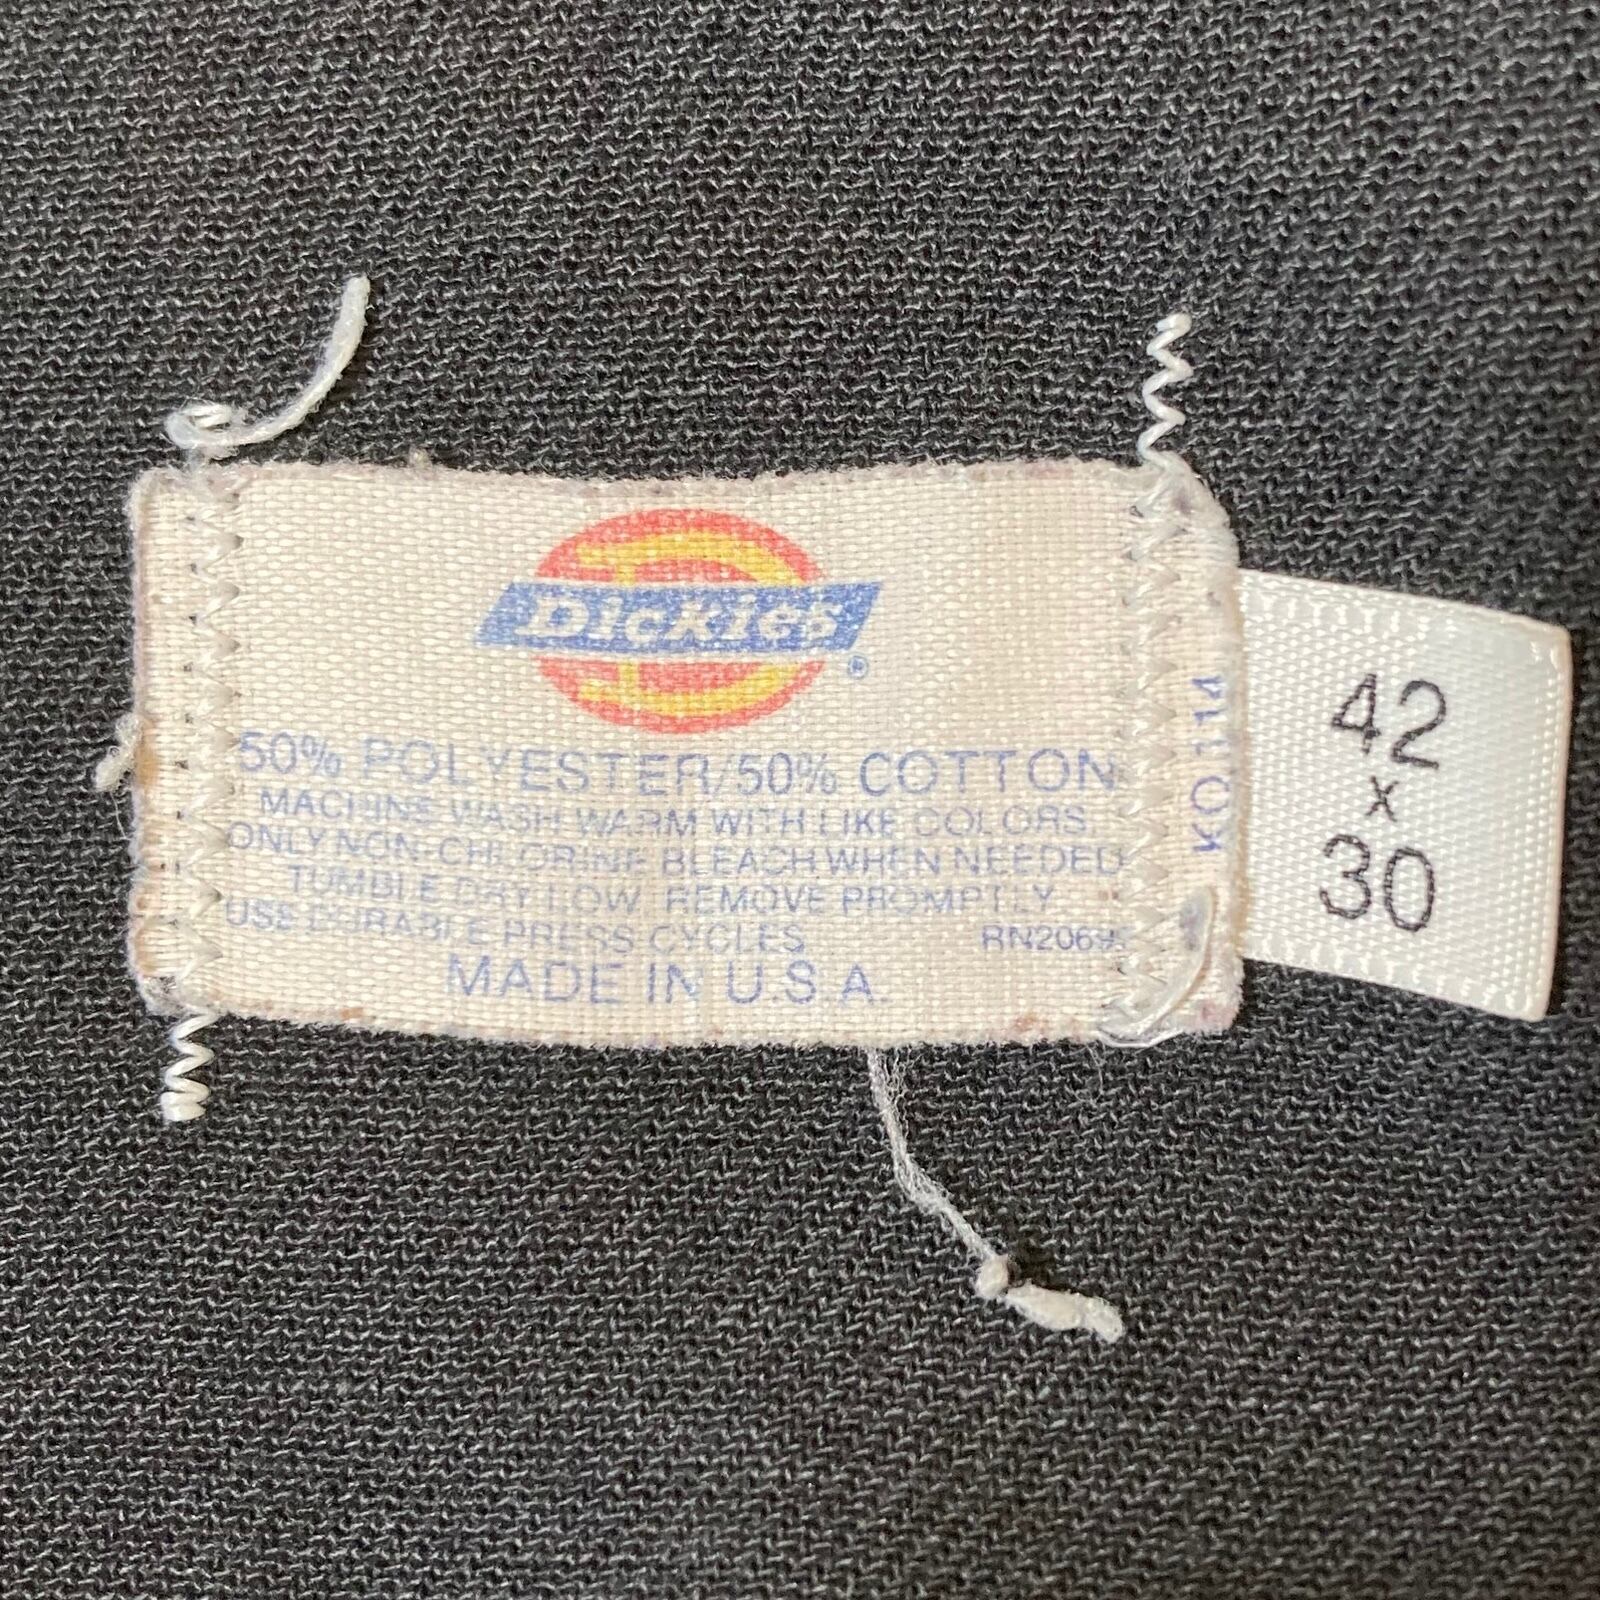 Dickies ®
50% POLYESTER/50% COTTON
MACHINE WASH WARM WITH LIKE COLORS.
ONLY NON-CHLORINE BLEACH WHEN NEEDED
TUMBLE DRY LOW. REMOVE PROMPTLY
USE DURABLE PRESS CYCLES
MADE IN U.S.A.
KO114
42
x
30